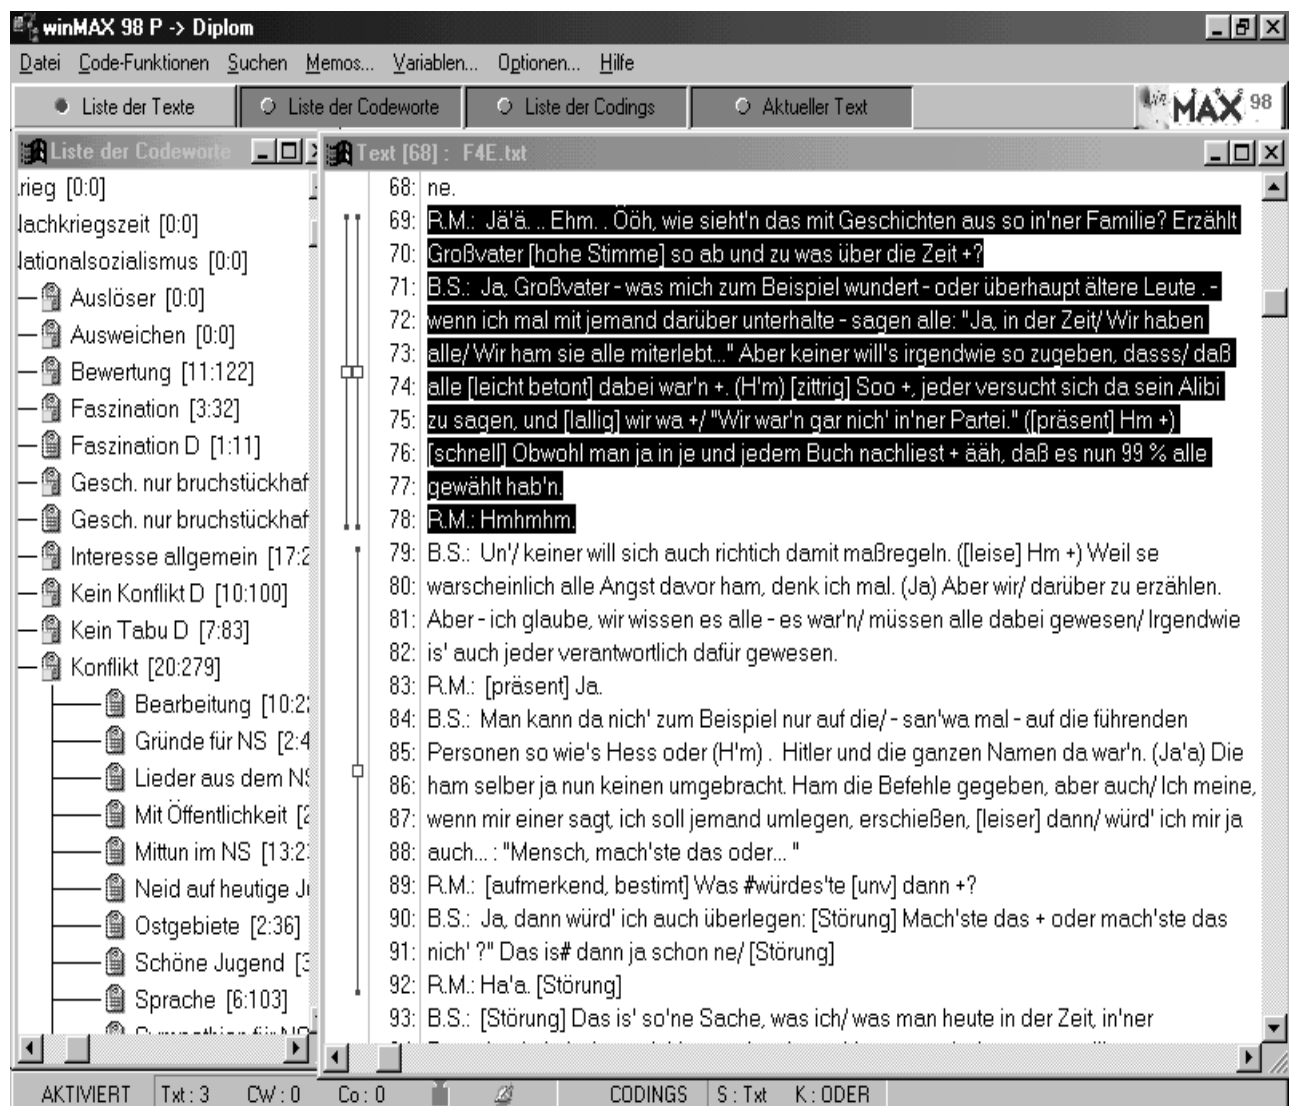 winMAX 98 P -> Diplom
Datei Code-Funktionen Suchen Memos... Variablen... Optionen... Hilfe
Liste der Texte Liste der Codeworte Liste der Codings Aktueller Text win MAX 98
Liste der Codeworte
rieg [0:0]
achkriegszeit [0:0]
ationalsozialismus [0:0]
Auslöser [0:0]
Ausweichen [0:0]
Bewertung [11:122]
Faszination [3:32]
Faszination D [1:11]
Gesch. nur bruchstückhaf
Gesch. nur bruchstückhaf
Interesse allgemein [17:2
Kein Konflikt D [10:100]
Kein Tabu D [7:83]
Konflikt [20:279]
Bearbeitung [10:2
Gründe für NS [2:4
Lieder aus dem NS
Mit Öffentlichkeit [2
Mittun im NS [13:2
Neid auf heutige Ju
Ostgebiete [2:36]
Schöne Jugend [3
Sprache [6:103]
Text [68] : F4E.txt
68: ne.
69: R.M.: Jä'ä. .. Ehm. . Ööh, wie sieht'n das mit Geschichten aus so in'ner Familie? Erzählt
70: Großvater [hohe Stimme] so ab und zu was über die Zeit +?
71: B.S.: Ja, Großvater - was mich zum Beispiel wundert - oder überhaupt ältere Leute . -
72: wenn ich mal mit jemand darüber unterhalte - sagen alle: "Ja, in der Zeit/ Wir haben
73: alle/ Wir ham sie alle miterlebt..." Aber keiner will's irgendwie so zugeben, dasss/ daß
74: alle [leicht betont] dabei war'n +. (H'm) [zittrig] Soo +, jeder versucht sich da sein Alibi
75: zu sagen, und [lallig] wir wa +/ "Wir war'n gar nich' in'ner Partei." ([präsent] Hm +)
76: [schnell] Obwohl man ja in je und jedem Buch nachliest + ääh, daß es nun 99 % alle
77: gewählt hab'n.
78: R.M.: Hmhmhm.
79: B.S.: Un'/ keiner will sich auch richtich damit maßregeln. ([leise] Hm +) Weil se
80: warscheinlich alle Angst davor ham, denk ich mal. (Ja) Aber wir/ darüber zu erzählen.
81: Aber - ich glaube, wir wissen es alle - es war'n/ müssen alle dabei gewesen/ Irgendwie
82: is' auch jeder verantwortlich dafür gewesen.
83: R.M.: [präsent] Ja.
84: B.S.: Man kann da nich' zum Beispiel nur auf die/ - san'wa mal - auf die führenden
85: Personen so wie's Hess oder (H'm) . Hitler und die ganzen Namen da war'n. (Ja'a) Die
86: ham selber ja nun keinen umgebracht. Ham die Befehle gegeben, aber auch/ Ich meine,
87: wenn mir einer sagt, ich soll jemand umlegen, erschießen, [leiser] dann/ würd' ich mir ja
88: auch... : "Mensch, mach'ste das oder... "
89: R.M.: [aufmerkend, bestimt] Was #würdes'te [unv] dann +?
90: B.S.: Ja, dann würd' ich auch überlegen: [Störung] Mach'ste das + oder mach'ste das
91: nich' ?" Das is# dann ja schon ne/ [Störung]
92: R.M.: Ha'a. [Störung]
93: B.S.: [Störung] Das is' so'ne Sache, was ich/ was man heute in der Zeit, in'ner
AKTIVIERT Txt : 3 CW : 0 Co : 0 CODINGS S : Txt K : ODER